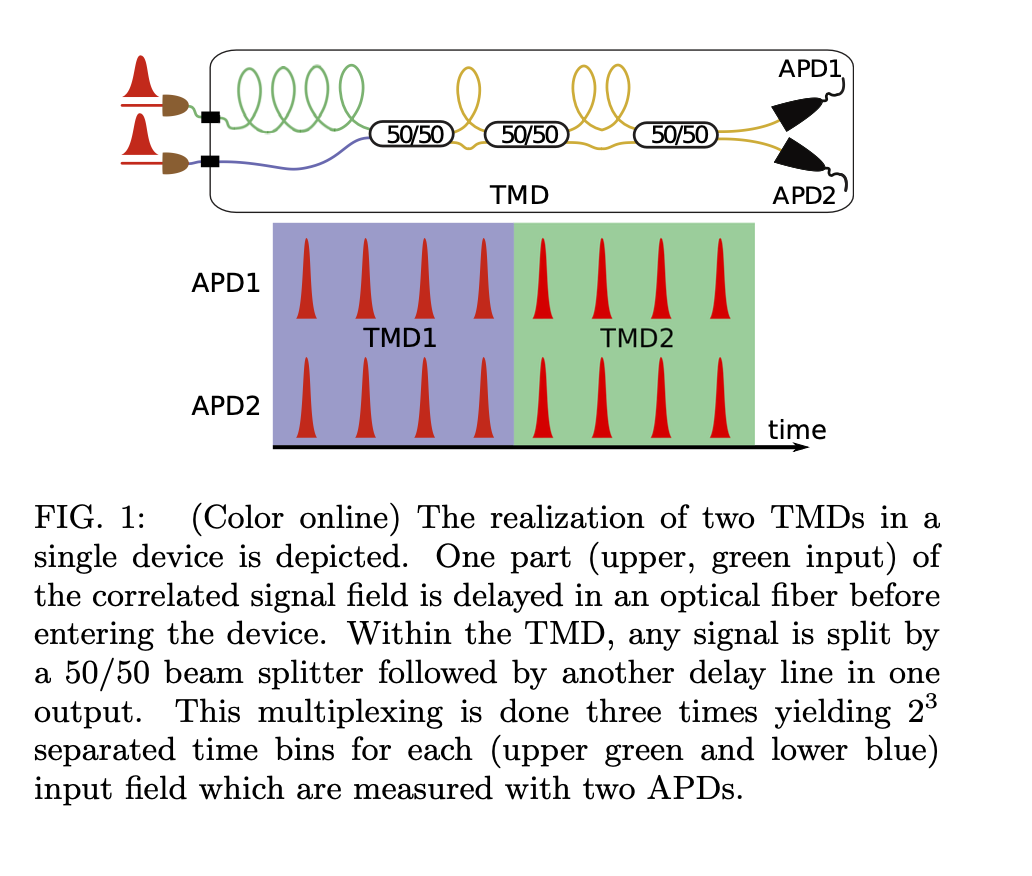 APD1
50/50 50/50 50/50
TMD
APD2
APD1
TMD1 TMD2
APD2
time
FIG. 1: (Color online) The realization of two TMDs in a
single device is depicted. One part (upper, green input) of
the correlated signal field is delayed in an optical fiber before
entering the device. Within the TMD, any signal is split by
a 50/50 beam splitter followed by another delay line in one
output. This multiplexing is done three times yielding 2³
separated time bins for each (upper green and lower blue)
input field which are measured with two APDs.